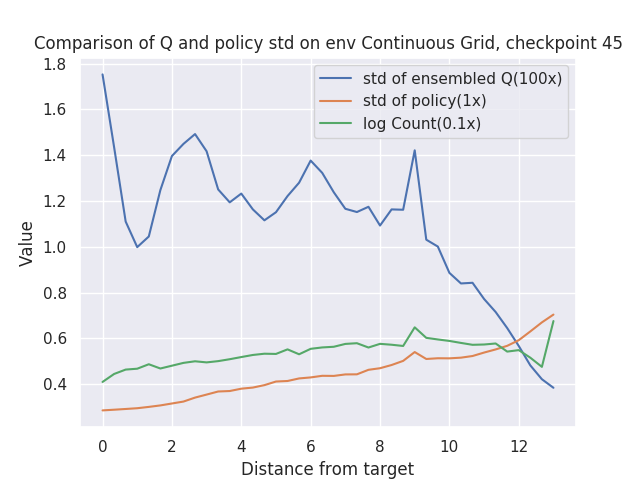 Comparison of Q and policy std on env Continuous Grid, checkpoint 45
1.8
1.6
1.4
1.2
1.0
0.8
0.6
0.4
Value
std of ensembled Q(100x)
std of policy(1x)
log Count(0.1x)
0 2 4 6 8 10 12
Distance from target